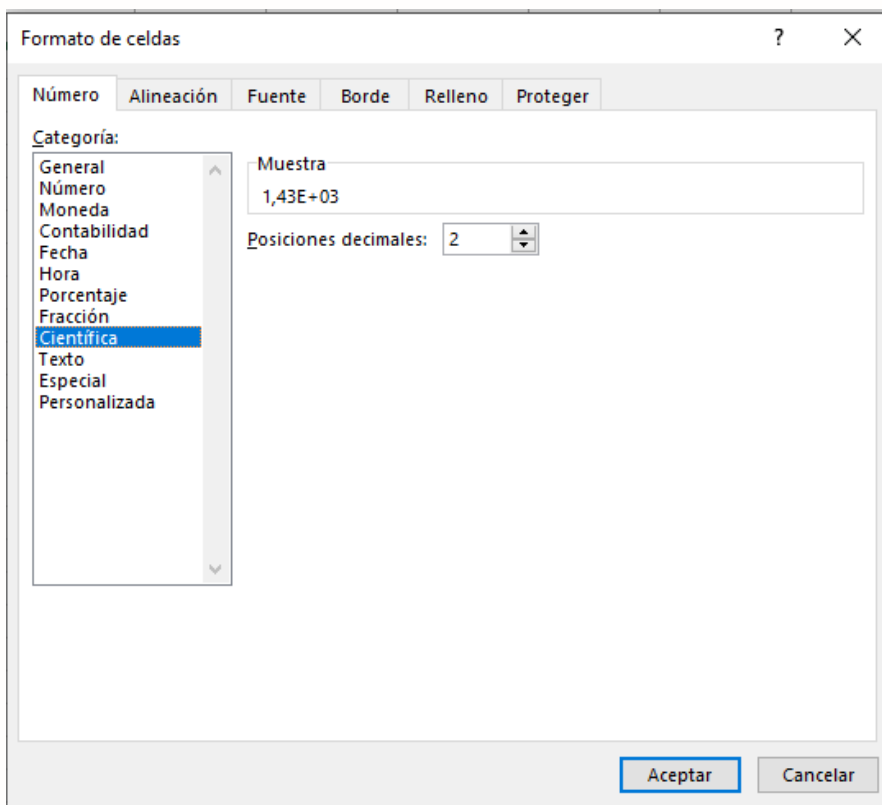 Formato de celdas
?
Número Alineación Fuente Borde Relleno Proteger
Categoría:
General
Número
Moneda
Contabilidad
Fecha
Hora
Porcentaje
Fracción
Científica
Texto
Especial
Personalizada
Muestra
1,43E+03
Posiciones decimales: 2
Aceptar Cancelar